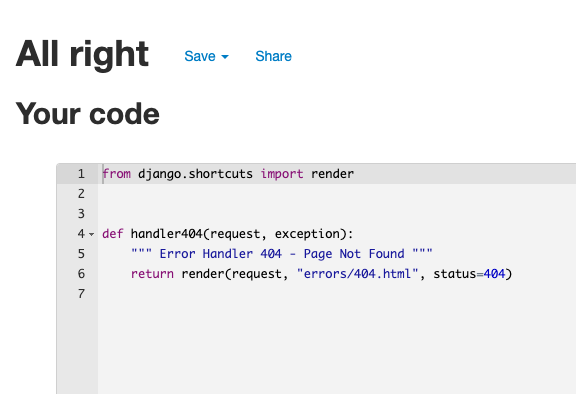 All right Save Share
Your code
1 from django.shortcuts import render
2
3
4 def handler404(request, exception):
5     """ Error Handler 404 - Page Not Found """
6     return render(request, "errors/404.html", status=404)
7